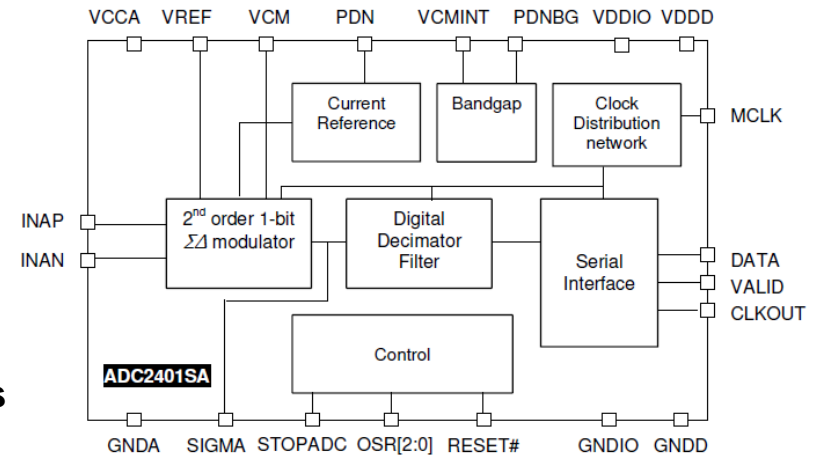 VCCA VREF VCM PDN VCMINT PDNBG VDDIO VDDD
Current
Reference
Bandgap
Clock
Distribution
network
MCLK
INAP
INAN
2nd order 1-bit
ΣΔ modulator
Digital
Decimator
Filter
Serial
Interface
DATA
VALID
CLKOUT
Control
ADC2401SA
s
GNDA SIGMA STOPADC OSR[2:0] RESET# GNDIO GNDD